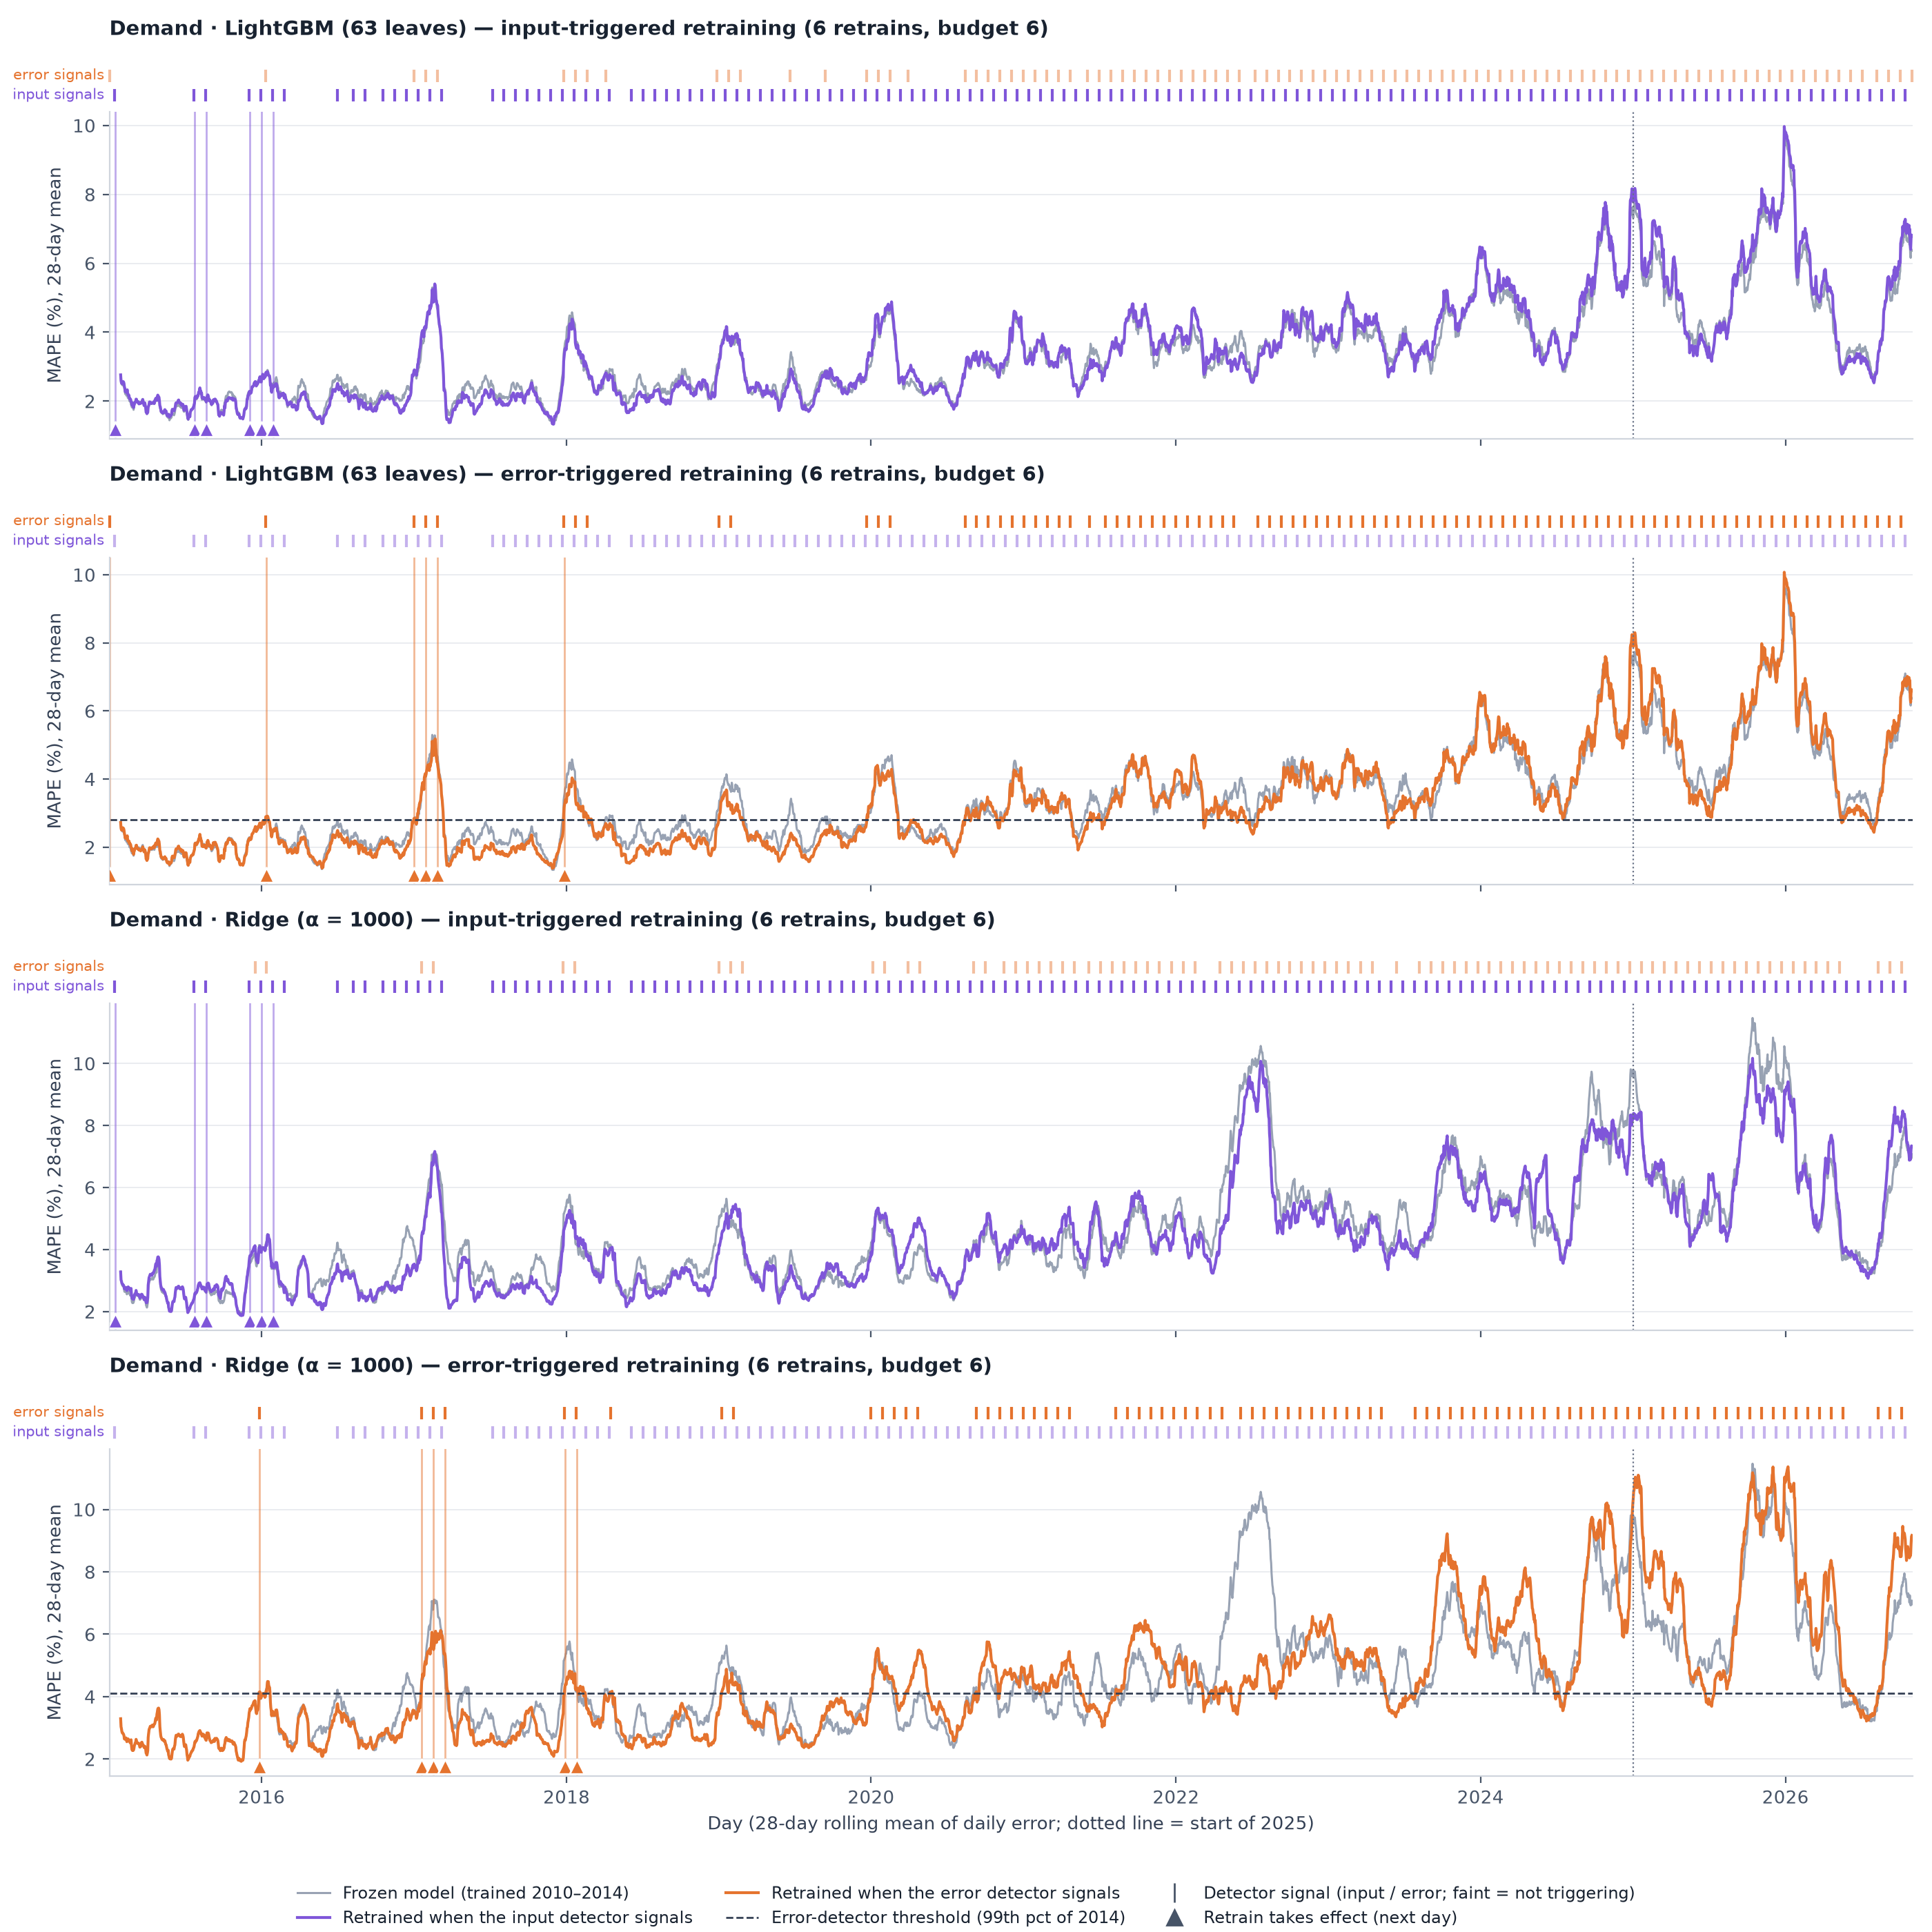 Demand · LightGBM (63 leaves) — input-triggered retraining (6 retrains, budget 6)
error signals
input signals
10
8
6
4
2
MAPE (%), 28-day mean
Demand · LightGBM (63 leaves) — error-triggered retraining (6 retrains, budget 6)
error signals
input signals
10
8
6
4
2
MAPE (%), 28-day mean
Demand · Ridge (α = 1000) — input-triggered retraining (6 retrains, budget 6)
error signals
input signals
10
8
6
4
2
MAPE (%), 28-day mean
Demand · Ridge (α = 1000) — error-triggered retraining (6 retrains, budget 6)
error signals
input signals
10
8
6
4
2
MAPE (%), 28-day mean
2016 2018 2020 2022 2024 2026
Day (28-day rolling mean of daily error; dotted line = start of 2025)
Frozen model (trained 2010–2014)
Retrained when the input detector signals
Retrained when the error detector signals
Error-detector threshold (99th pct of 2014)
Detector signal (input / error; faint = not triggering)
Retrain takes effect (next day)